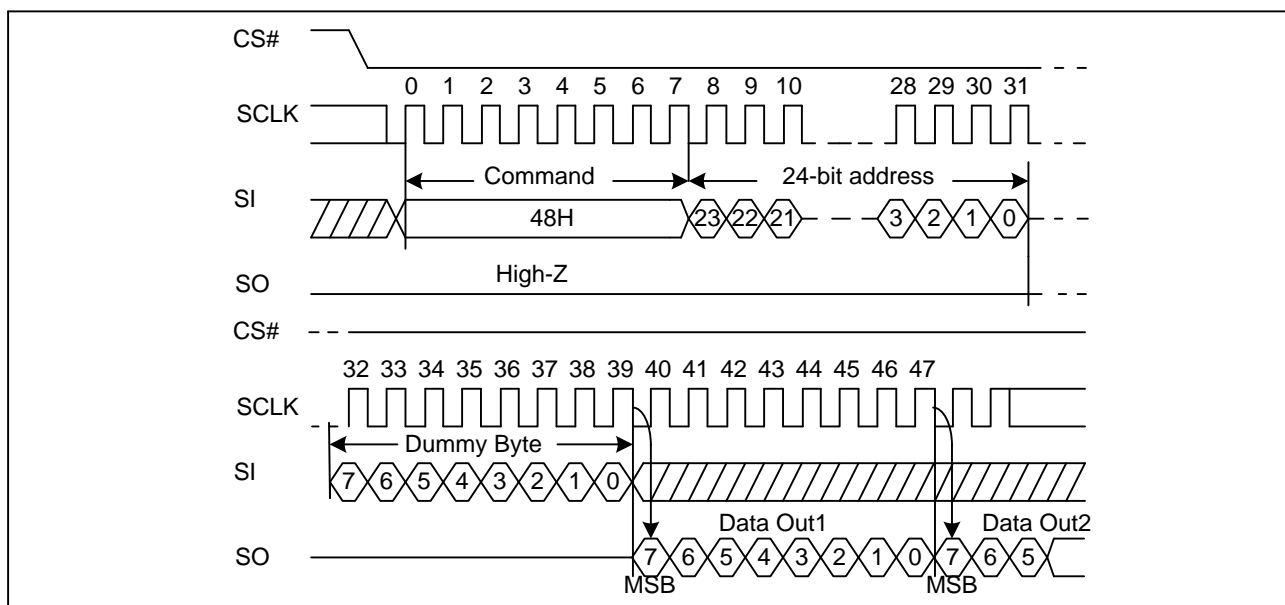 CS#
0 1 2 3 4 5 6 7 8 9 10 28 29 30 31
SCLK
Command 24-bit address
SI
48H 23 22 21 3 2 1 0
High-Z
SO
CS#
32 33 34 35 36 37 38 39 40 41 42 43 44 45 46 47
SCLK
Dummy Byte
SI
7 6 5 4 3 2 1 0
Data Out1 Data Out2
SO
7 6 5 4 3 2 1 0 7 6 5
MSB MSB